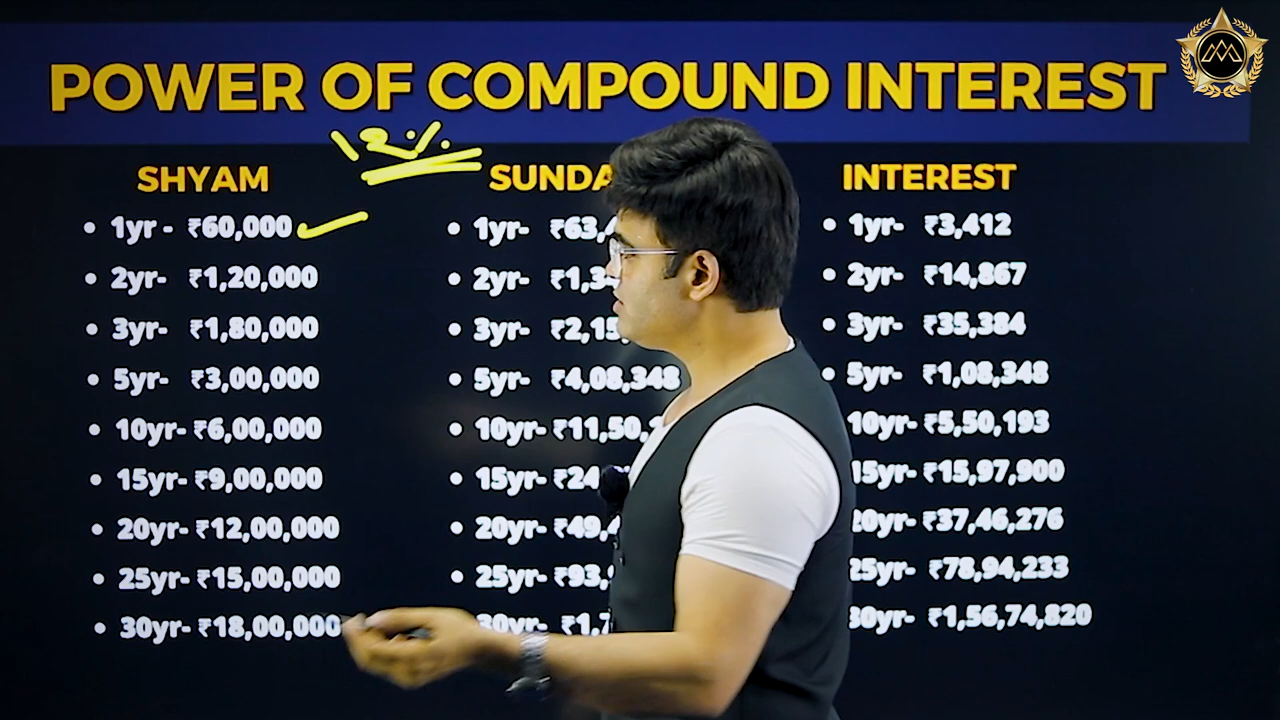 POWER OF COMPOUND INTEREST
12%
SHYAM
• 1yr - ₹60,000
• 2yr- ₹1,20,000
• 3yr- ₹1,80,000
• 5yr- ₹3,00,000
• 10yr- ₹6,00,000
• 15yr- ₹9,00,000
• 20yr- ₹12,00,000
• 25yr- ₹15,00,000
• 30yr- ₹18,00,000
• 1yr-
• 2yr-
• 3yr-
• 5yr- ₹4,08,348
• 10yr-
• 15yr-
• 20yr-
• 25yr-
30yr-
INTEREST
• 1yr- ₹3,412
• 2yr- ₹14,867
• 3yr- ₹35,384
• 5yr- ₹1,08,348
10yr- ₹5,50,193
15yr- ₹15,97,900
20yr- ₹37,46,276
25yr- ₹78,94,233
30yr- ₹1,56,74,820